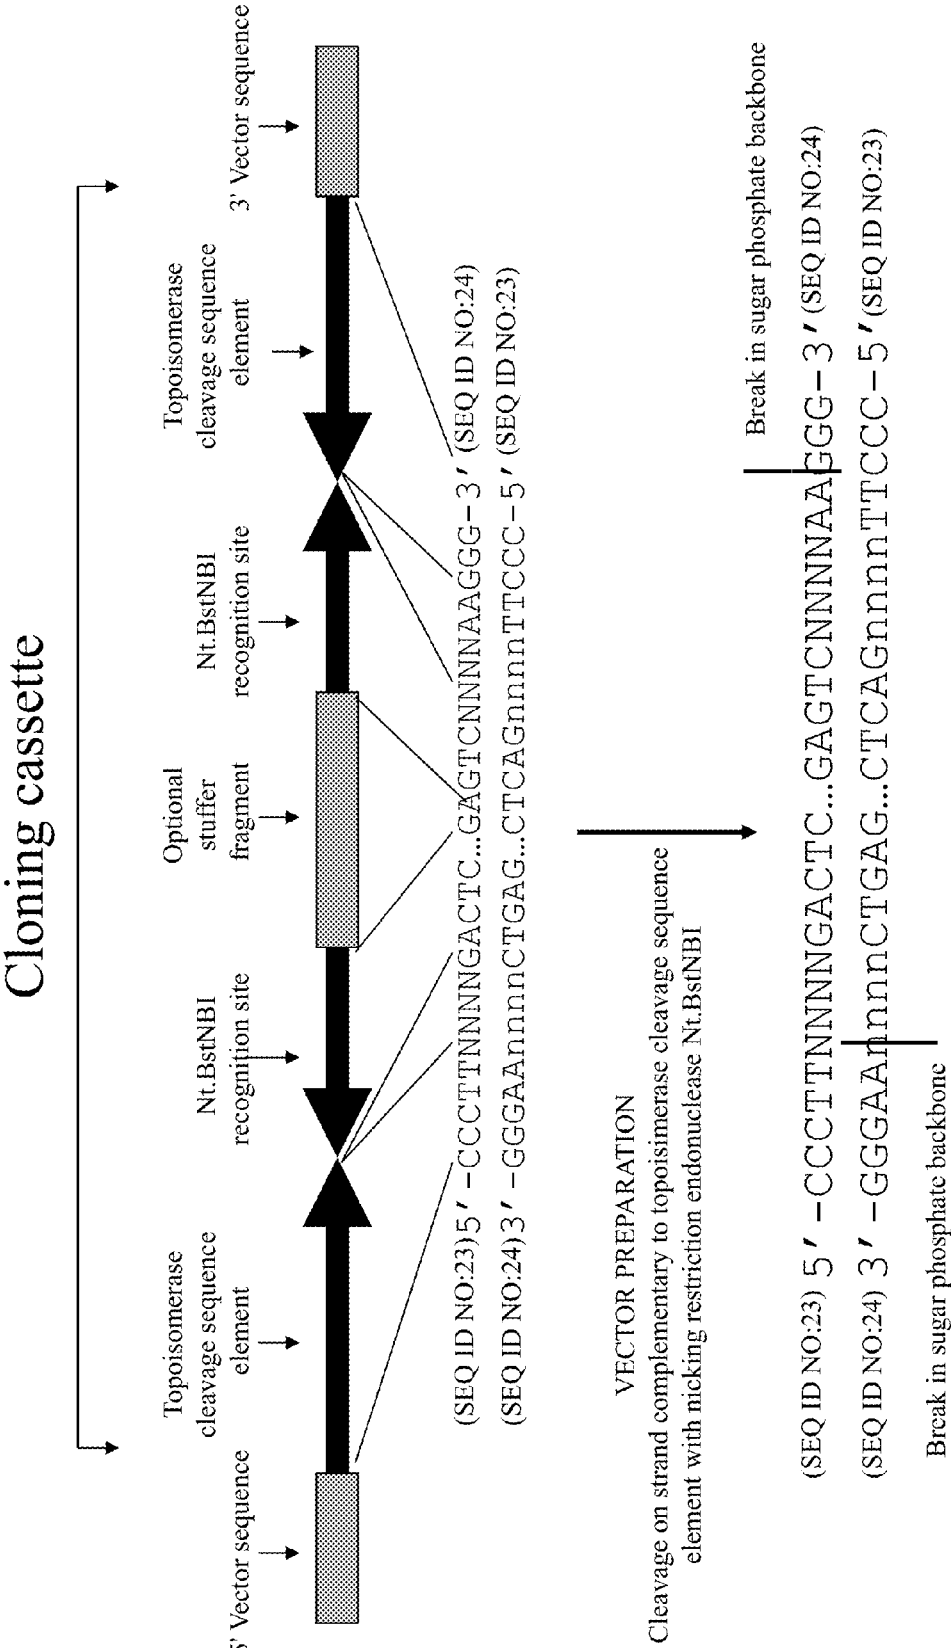 Cloning cassette
5' Vector sequence
Topoisomerase
cleavage sequence
element
Nt.BstNBI
recognition site
Optional
stuffer
fragment
Nt.BstNBI
recognition site
Topoisomerase
cleavage sequence
element
3' Vector sequence
(SEQ ID NO:23)5′ -CCCTTNNNNGACTC...GAGTCNNNNAAGGG-3′ (SEQ ID NO:24)
(SEQ ID NO:24)3′ -GGGAAnnnnCTGAG...CTCAGnnnnTTCCC-5′ (SEQ ID NO:23)
VECTOR PREPARATION
Cleavage on strand complementary to topoisimerase cleavage sequence
element with nicking restriction endonuclease Nt.BstNBI
Break in sugar phosphate backbone
(SEQ ID NO:23) 5′ -CCCTTNNNNGACTC...GAGTCNNNNAAGGG-3′(SEQ ID NO:24)
(SEQ ID NO:24) 3′ -GGGAAnnnnCTGAG...CTCAGnnnnTTCCC-5′(SEQ ID NO:23)
Break in sugar phosphate backbone